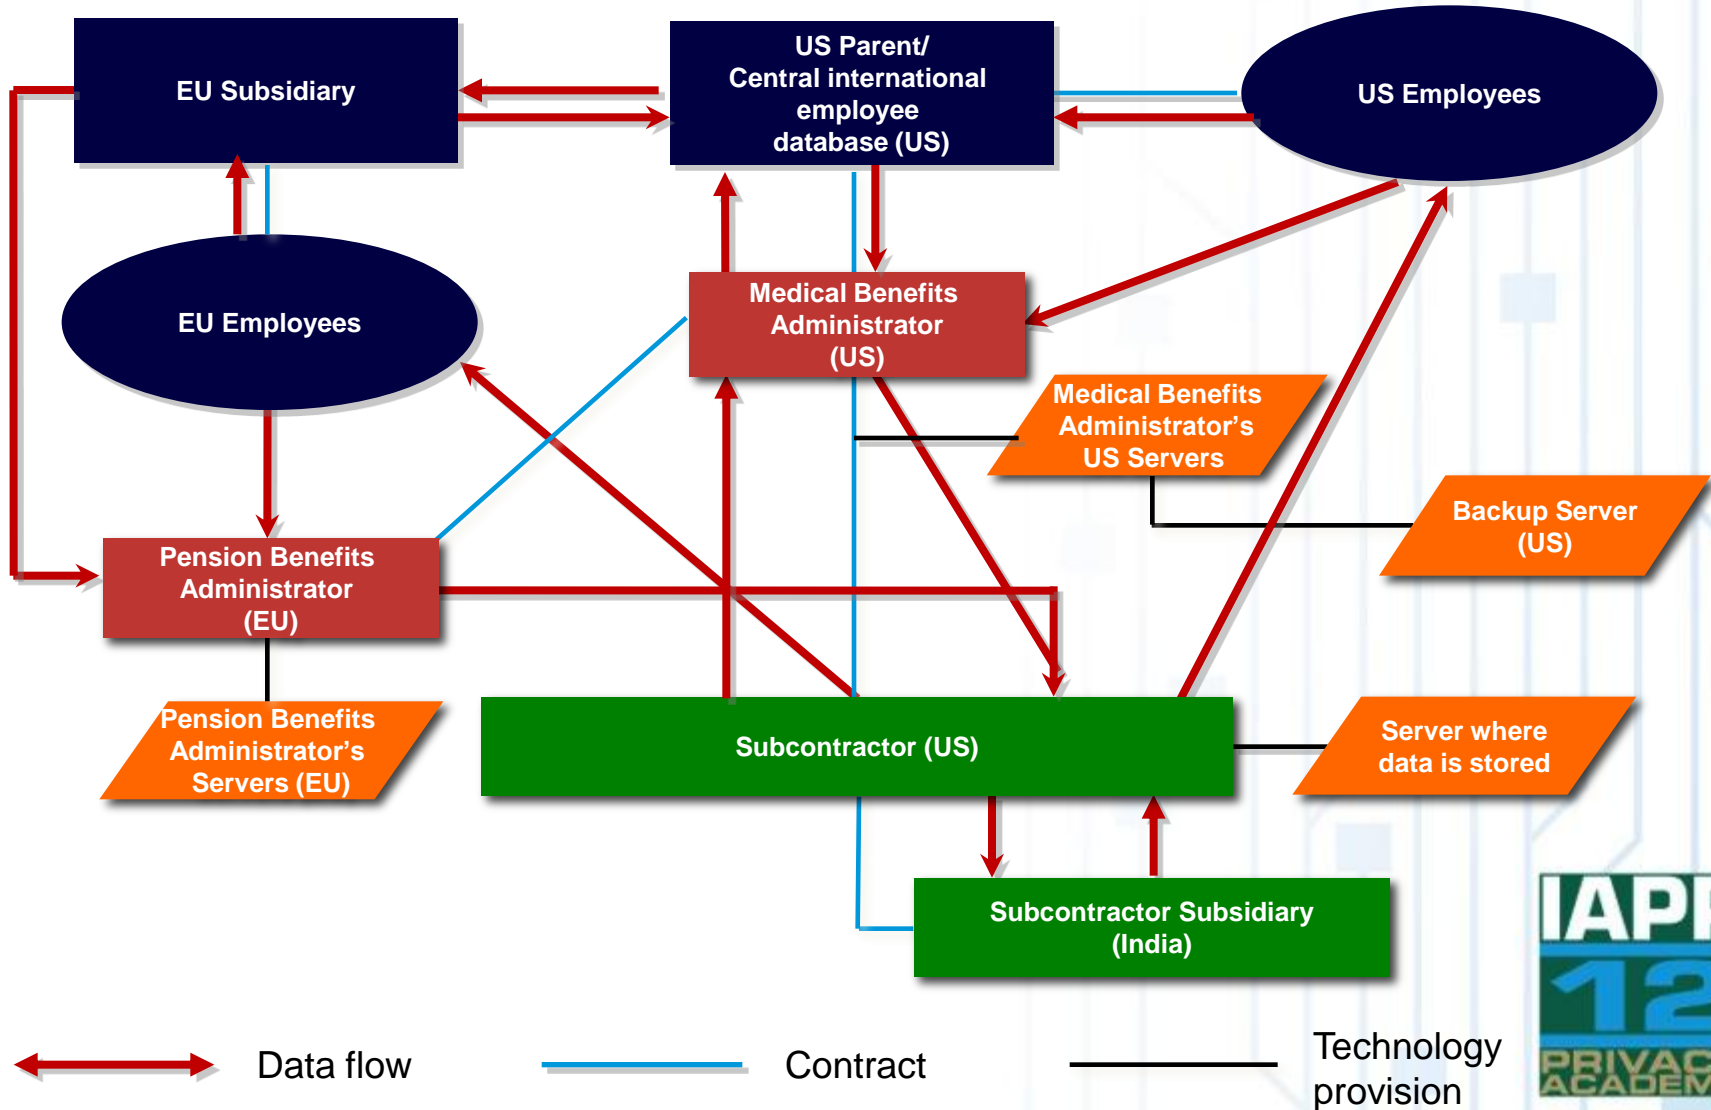 EU Subsidiary
US Parent/
Central international
employee
database (US)
US Employees
EU Employees
Medical Benefits
Administrator
(US)
Medical Benefits
Administrator's
US Servers
Backup Server
(US)
Pension Benefits
Administrator
(EU)
Pension Benefits
Administrator's
Servers (EU)
Subcontractor (US)
Server where
data is stored
Subcontractor Subsidiary
(India)
Data flow
Contract
Technology
provision
12